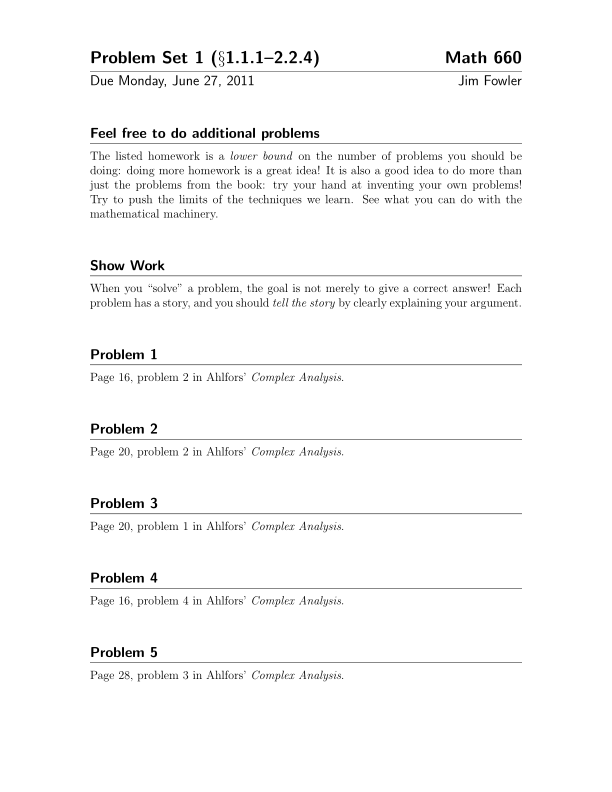 Problem Set 1 (§1.1.1–2.2.4) Math 660
Due Monday, June 27, 2011 Jim Fowler
Feel free to do additional problems
The listed homework is a lower bound on the number of problems you should be
doing: doing more homework is a great idea! It is also a good idea to do more than
just the problems from the book: try your hand at inventing your own problems!
Try to push the limits of the techniques we learn. See what you can do with the
mathematical machinery.
Show Work
When you “solve” a problem, the goal is not merely to give a correct answer! Each
problem has a story, and you should tell the story by clearly explaining your argument.
Problem 1
Page 16, problem 2 in Ahlfors’ Complex Analysis.
Problem 2
Page 20, problem 2 in Ahlfors’ Complex Analysis.
Problem 3
Page 20, problem 1 in Ahlfors’ Complex Analysis.
Problem 4
Page 16, problem 4 in Ahlfors’ Complex Analysis.
Problem 5
Page 28, problem 3 in Ahlfors’ Complex Analysis.